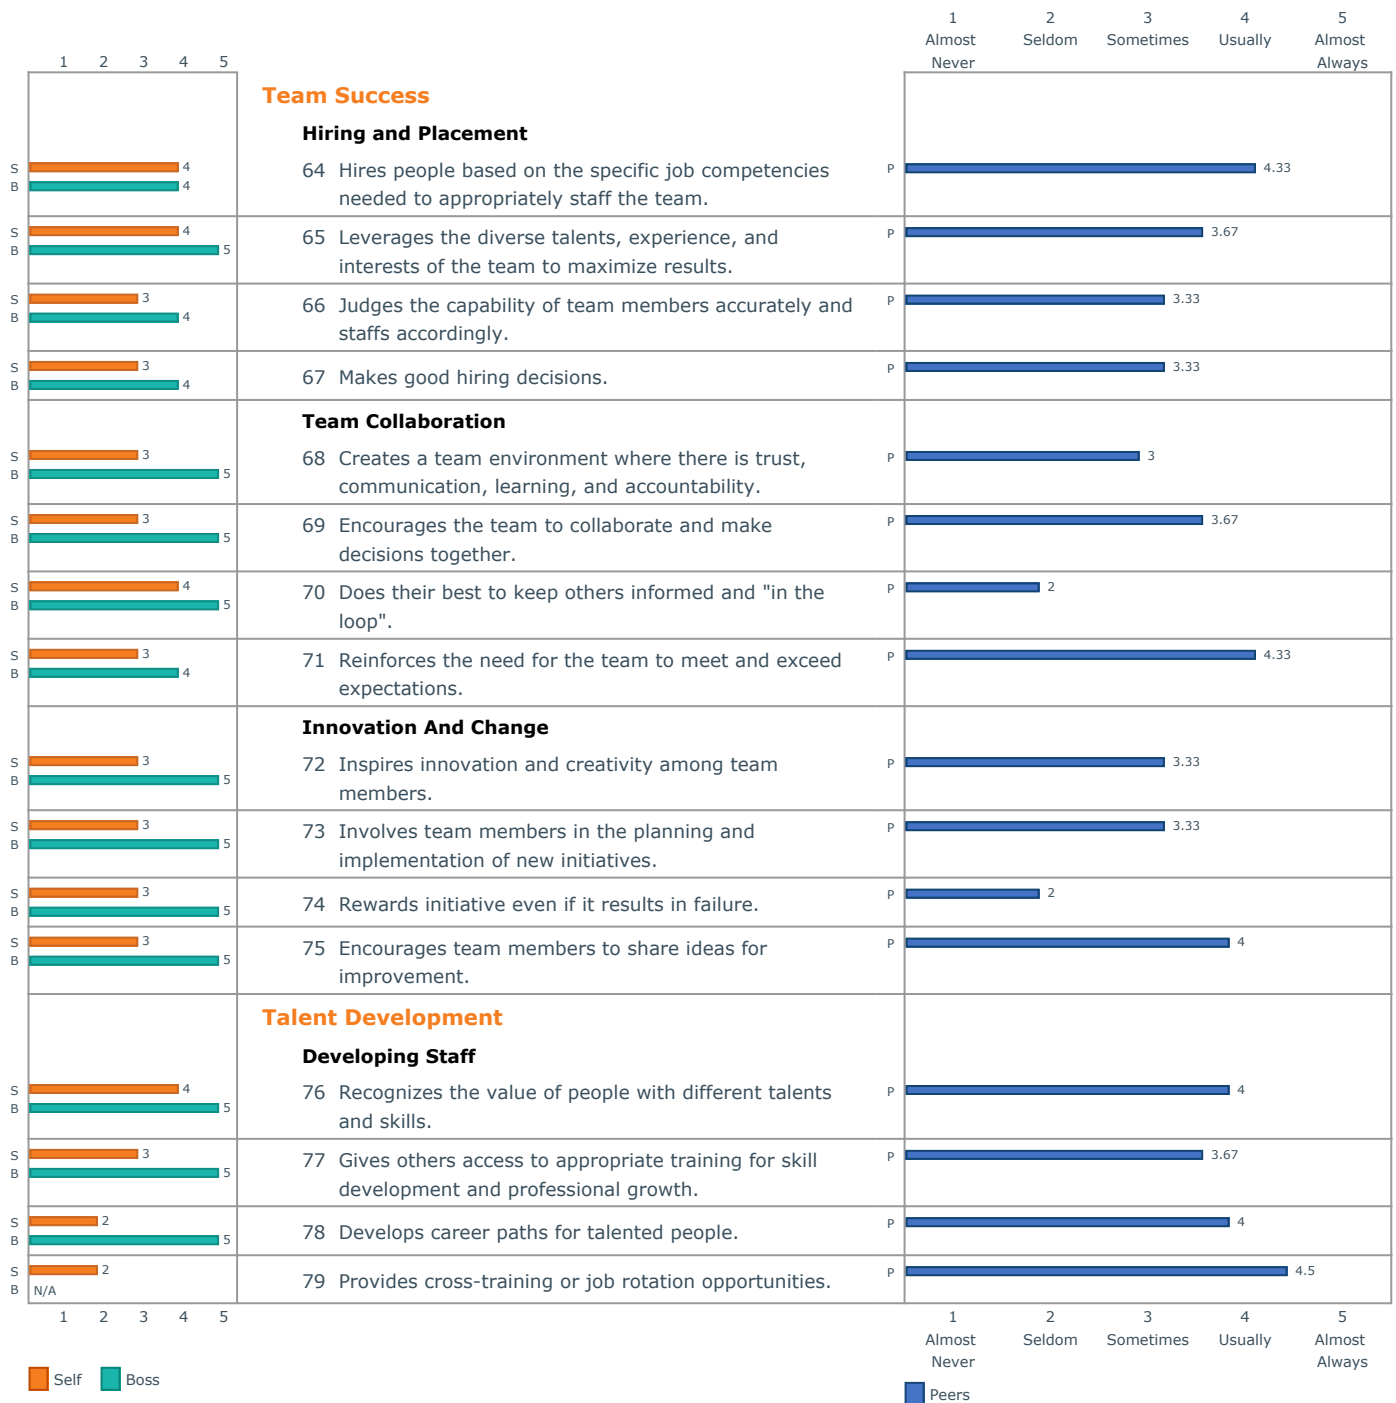 1 2 3 4 5
Almost Seldom Sometimes Usually Almost
Never Always
1 2 3 4 5
Team Success
Hiring and Placement
S 4
B 4
64 Hires people based on the specific job competencies
needed to appropriately staff the team.
P 4.33
S 4
B 5
65 Leverages the diverse talents, experience, and
interests of the team to maximize results.
P 3.67
S 3
B 4
66 Judges the capability of team members accurately and
staffs accordingly.
P 3.33
S 3
B 4
67 Makes good hiring decisions.
P 3.33
Team Collaboration
S 3
B 5
68 Creates a team environment where there is trust,
communication, learning, and accountability.
P 3
S 3
B 5
69 Encourages the team to collaborate and make
decisions together.
P 3.67
S 4
B 5
70 Does their best to keep others informed and "in the
loop".
P 2
S 3
B 4
71 Reinforces the need for the team to meet and exceed
expectations.
P 4.33
Innovation And Change
S 3
B 5
72 Inspires innovation and creativity among team
members.
P 3.33
S 3
B 5
73 Involves team members in the planning and
implementation of new initiatives.
P 3.33
S 3
B 5
74 Rewards initiative even if it results in failure.
P 2
S 3
B 5
75 Encourages team members to share ideas for
improvement.
P 4
Talent Development
Developing Staff
S 4
B 5
76 Recognizes the value of people with different talents
and skills.
P 4
S 3
B 5
77 Gives others access to appropriate training for skill
development and professional growth.
P 3.67
S 2
B 5
78 Develops career paths for talented people.
P 4
S 2
B N/A
79 Provides cross-training or job rotation opportunities.
P 4.5
1 2 3 4 5
1 2 3 4 5
Almost Seldom Sometimes Usually Almost
Never Always
Self Boss
Peers